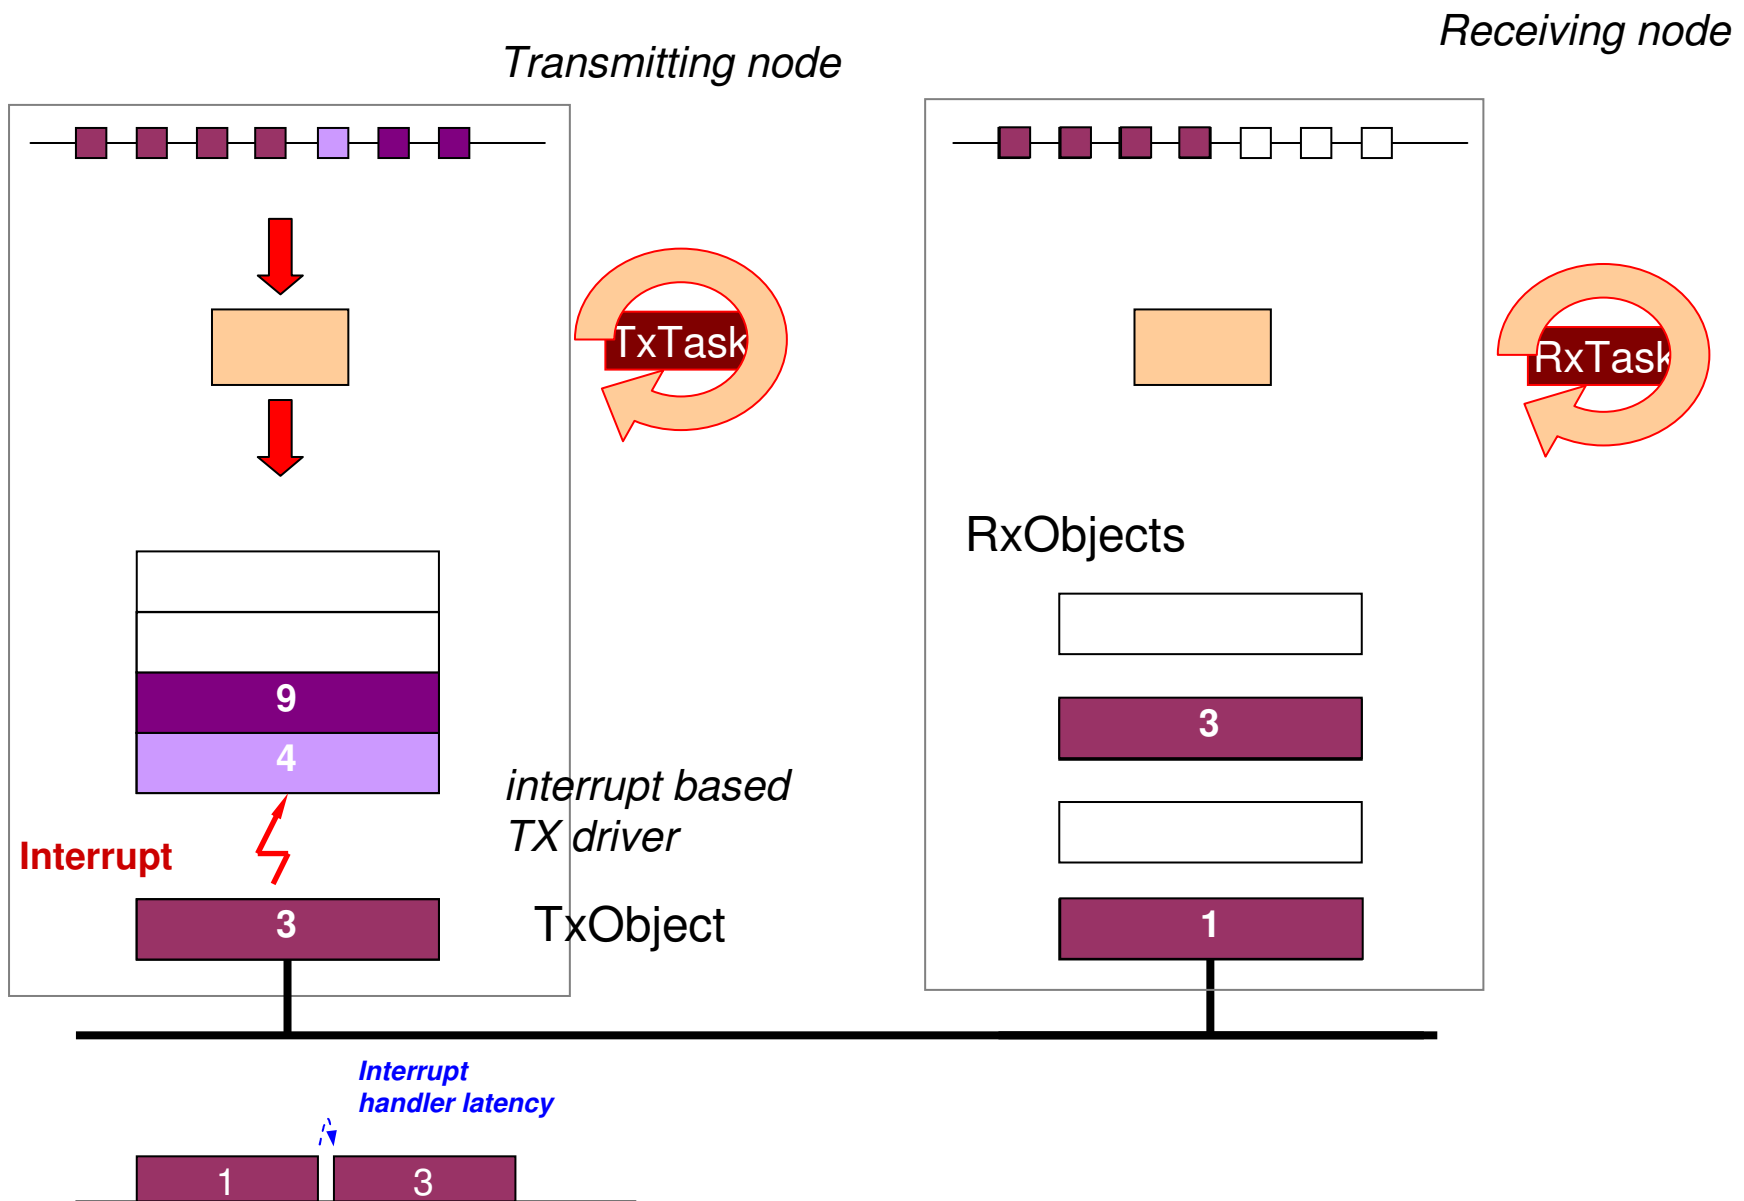 Receiving node
Transmitting node
TxTask
RxTask
RxObjects
9
4
3
interrupt based
TX driver
Interrupt
3
TxObject
1
Interrupt
handler latency
1
3